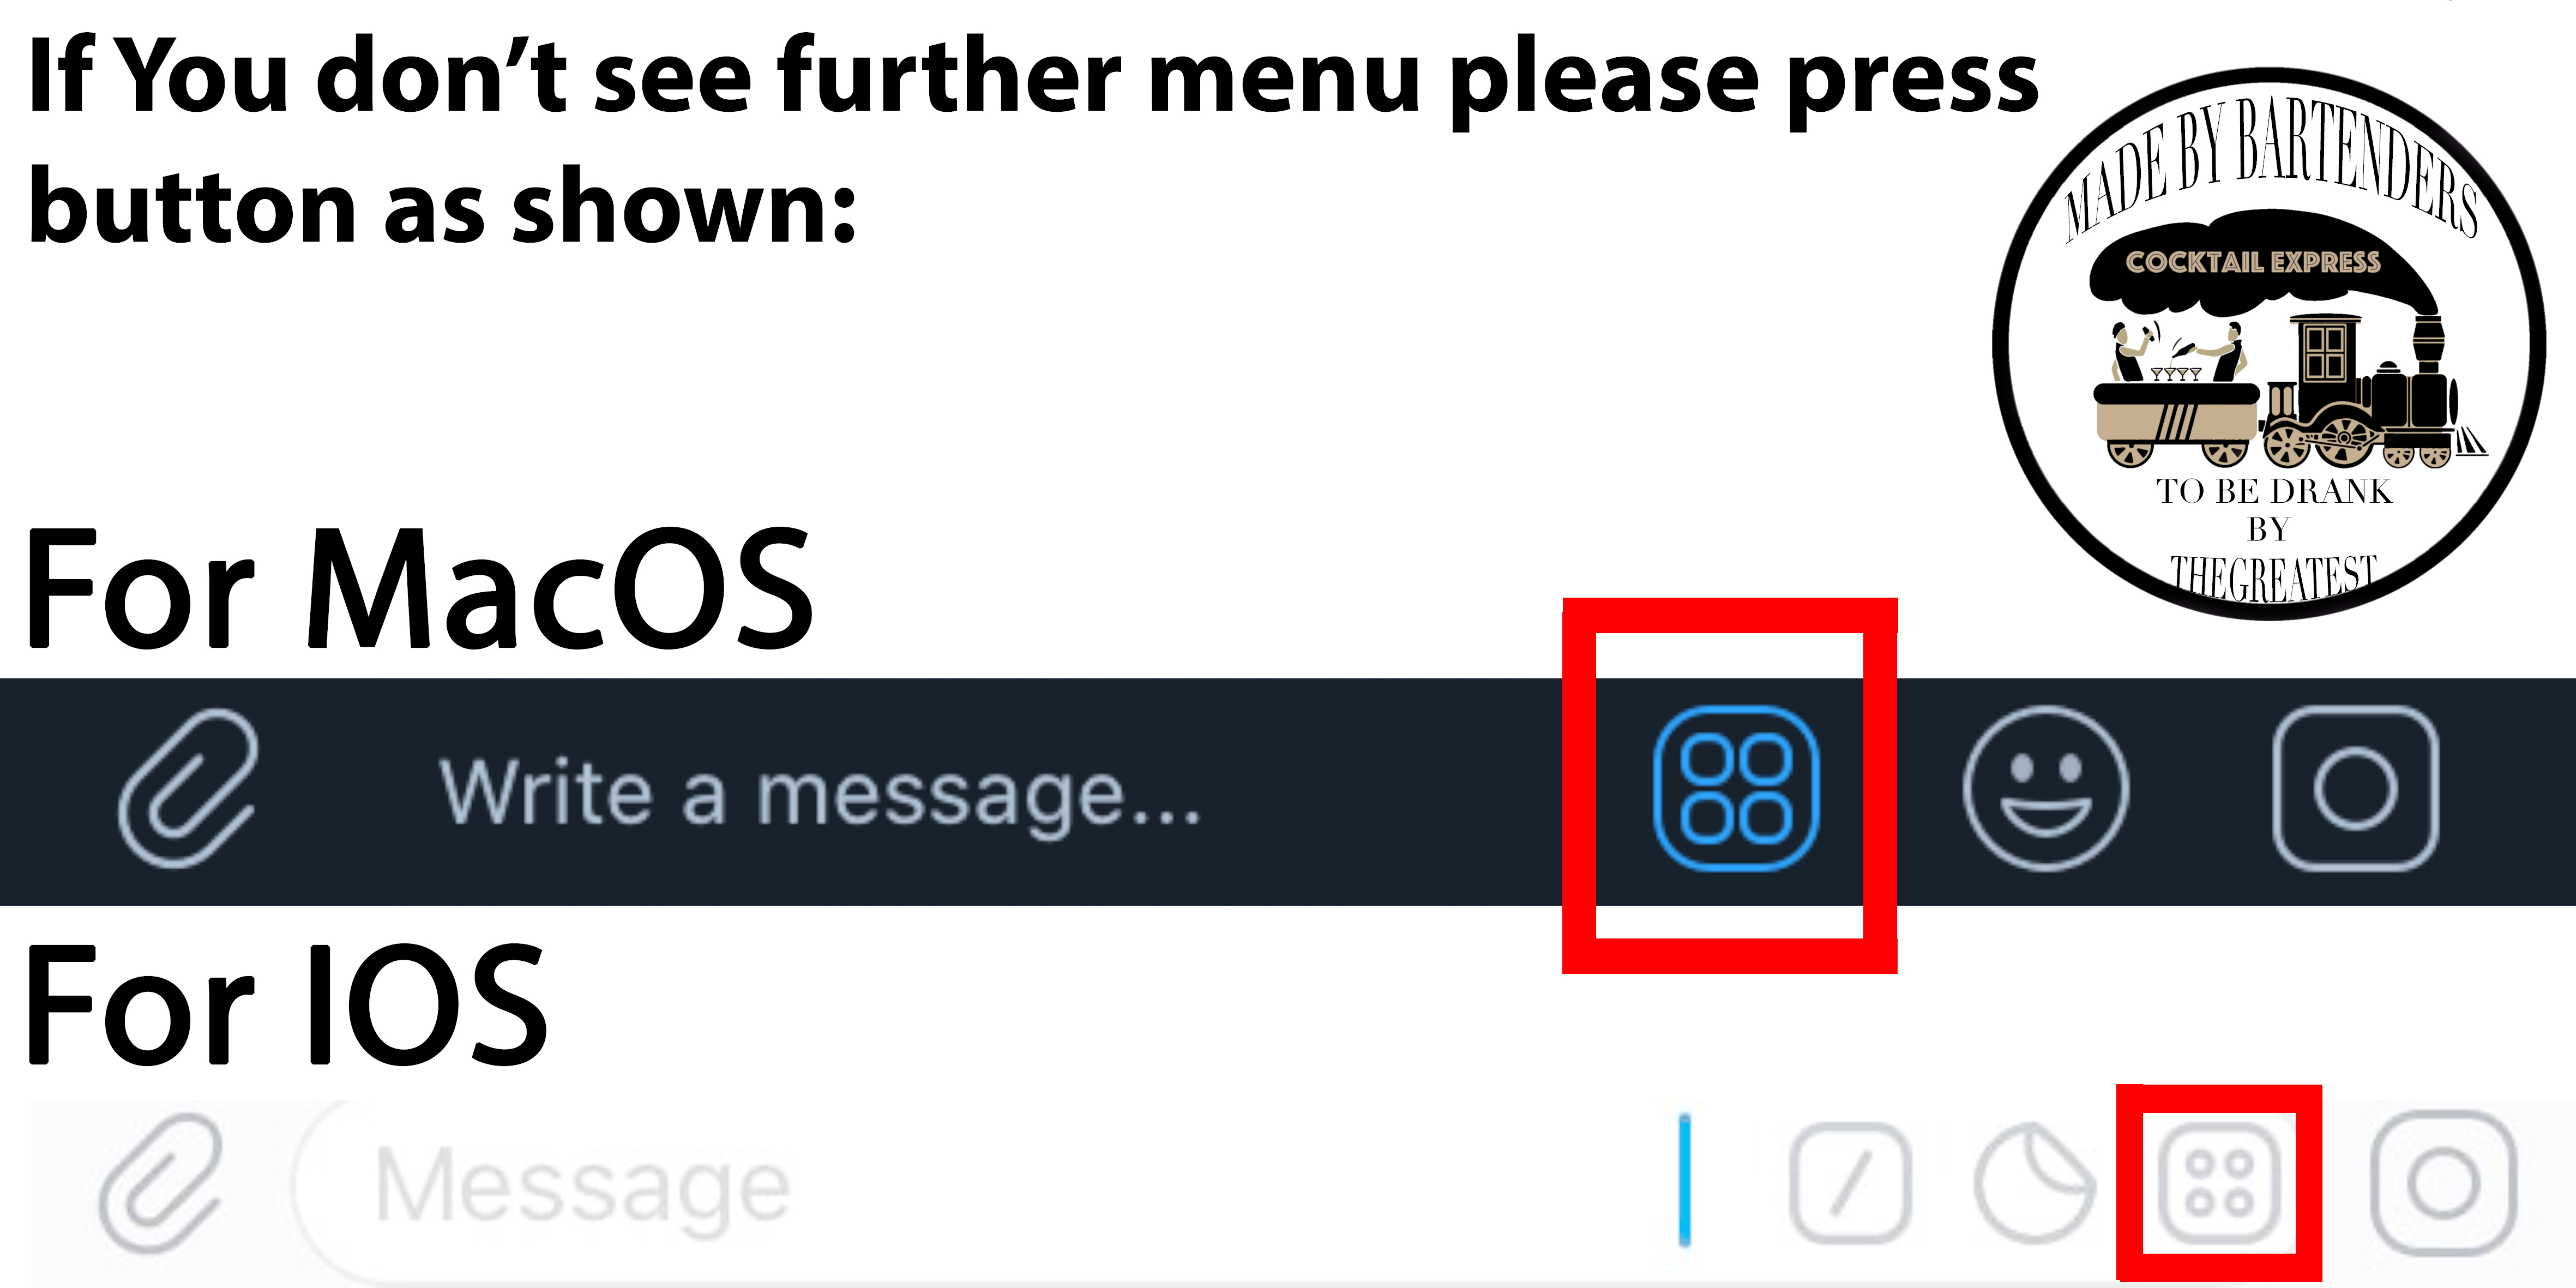 If You don’t see further menu please press
button as shown:
MADE BY BARTENDERS
COCKTAIL EXPRESS
TO BE DRANK
BY
THEGREATEST
For MacOS
Write a message...
For IOS
Message